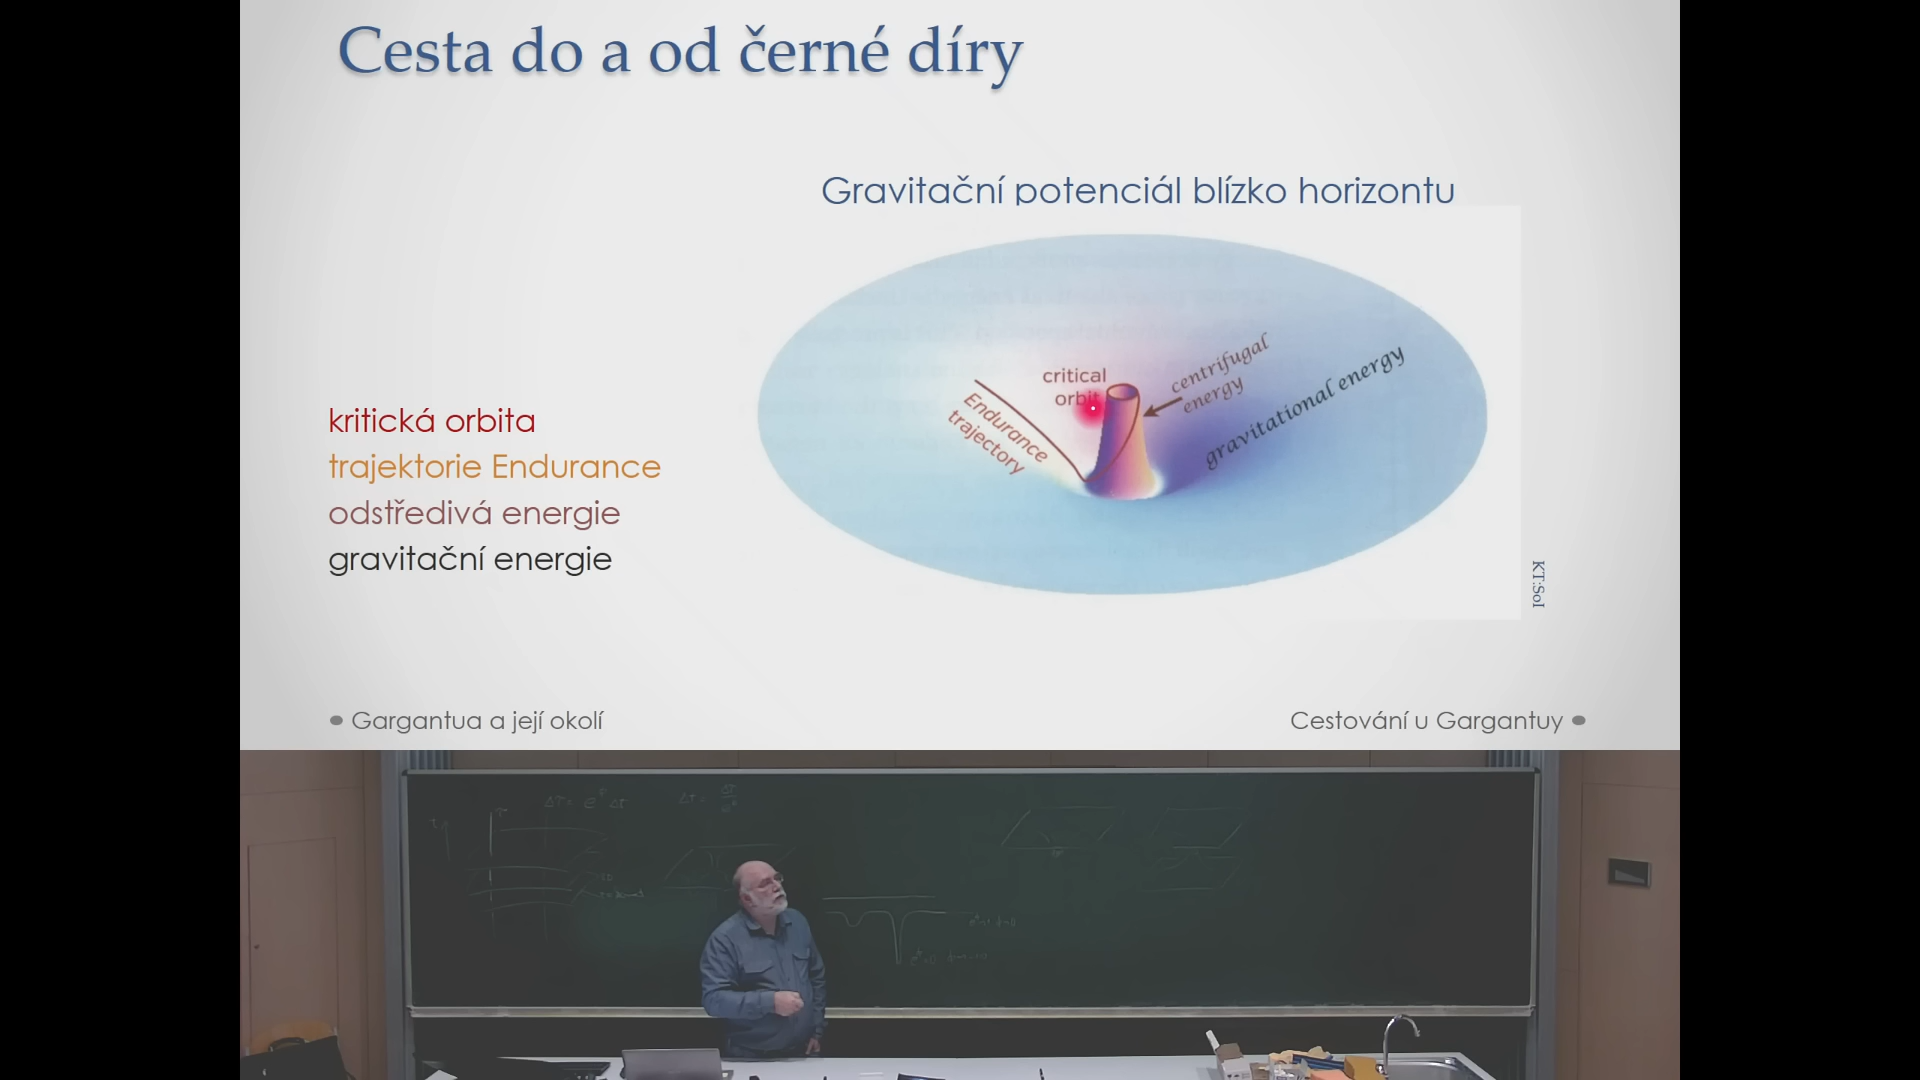 Cesta do a od černé díry
Gravitační potenciál blízko horizontu
critical
orbit
centrifugal
energy
gravitational energy
Endurance
trajectory
kritická orbita
trajektorie Endurance
odstředivá energie
gravitační energie
KT:SoI
Gargantua a její okolí
Cestování u Gargantuy